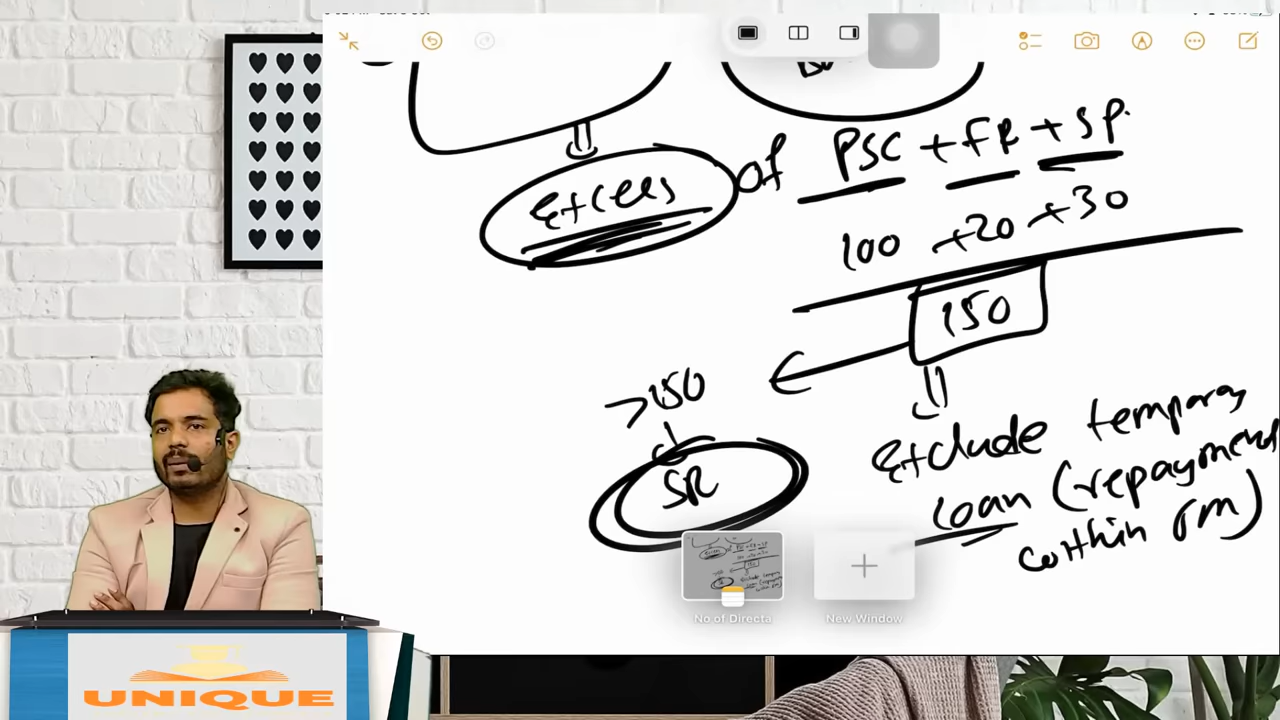 of PSC + FR + SP.
Excess
100 + 20 + 30
150
>150
SR
Exclude temporary
loan (repayment
within 6m)
No of Directa
New Window
UNIQUE